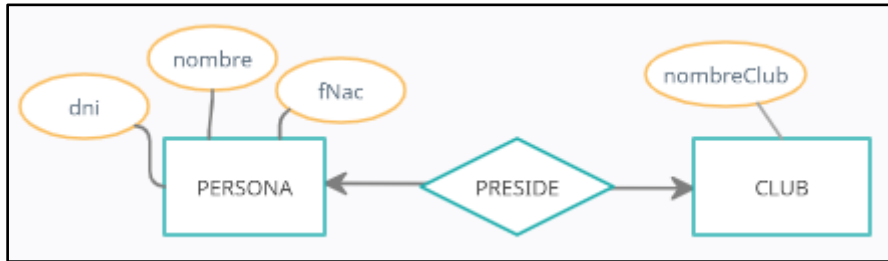 nombre
nombreClub
fNac
dni
PERSONA
PRESIDE
CLUB